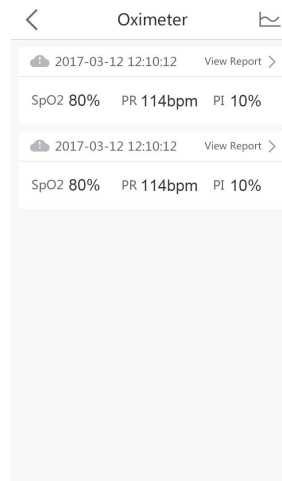 Oximeter
2017-03-12 12:10:12 View Report
SpO2 80% PR 114bpm PI 10%
2017-03-12 12:10:12 View Report
SpO2 80% PR 114bpm PI 10%